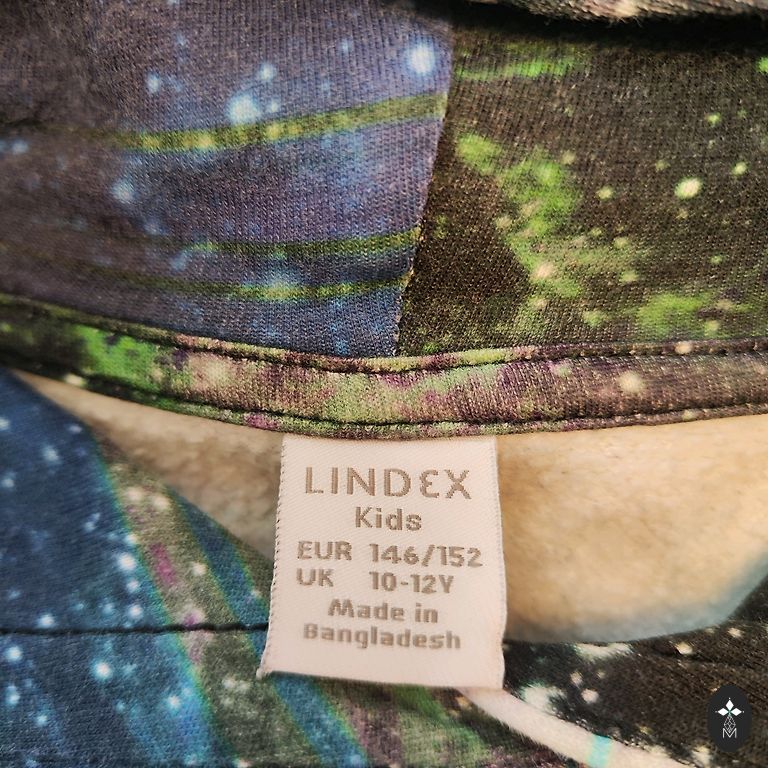 LINDEX
Kids
EUR 146/152
UK 10-12Y
Made in
Bangladesh
M